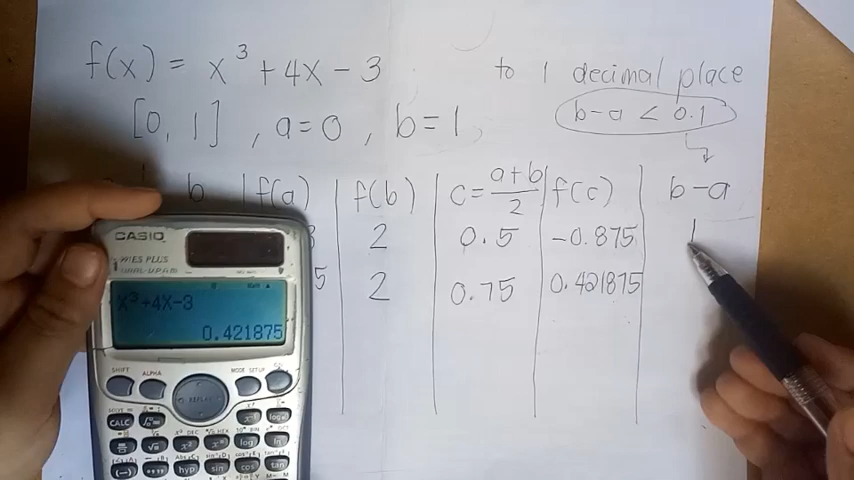 f(x) = x³ + 4x − 3 to 1 decimal place
[0, 1] , a=0 , b=1, b−a < 0.1
b f(a) f(b) c = a+b/2 f(c) b−a
2 0.5 −0.875 1
5 2 0.75 0.421875
CASIO
X³+4X−3
0.421875
SHIFT ALPHA REPLAY MODE SETUP
CALC
hyp sin cos tan
log ln